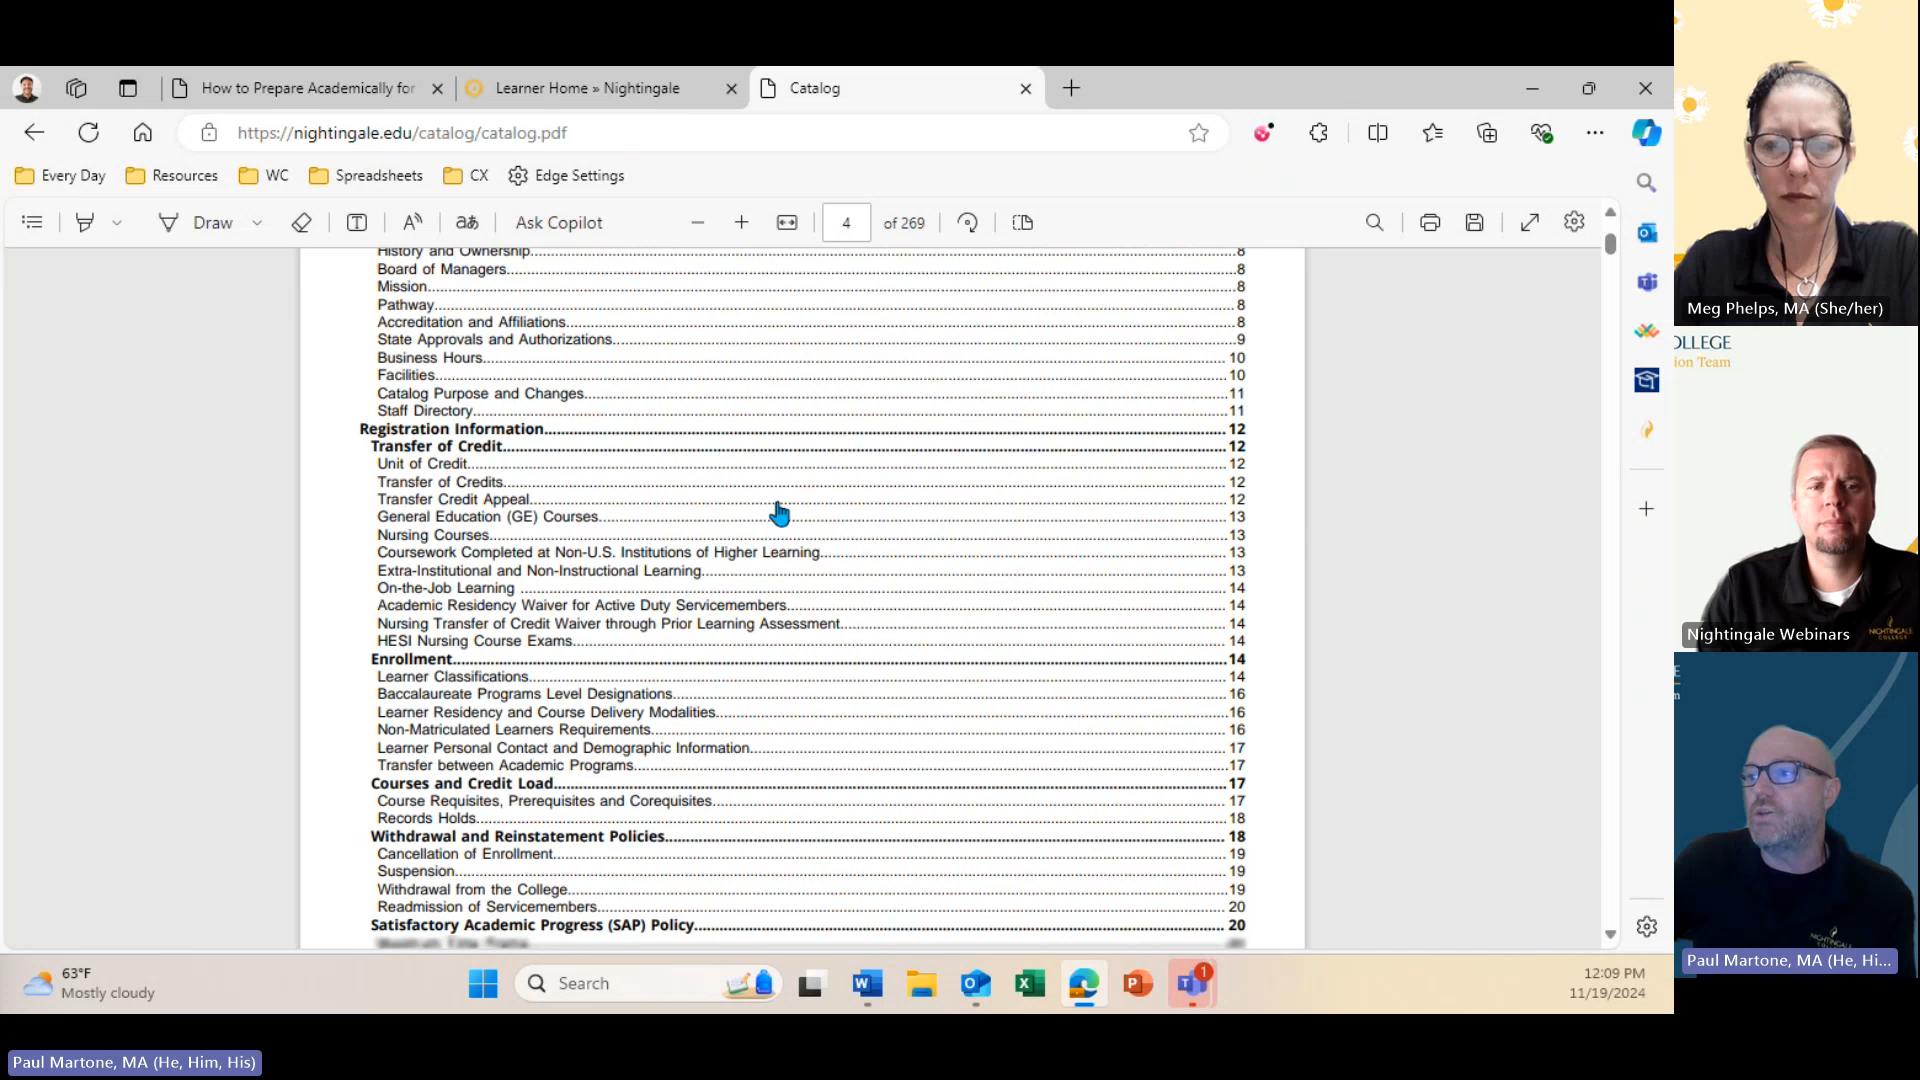 How to Prepare Academically for
Learner Home » Nightingale
Catalog
https://nightingale.edu/catalog/catalog.pdf
Every Day
Resources
WC
Spreadsheets
CX
Edge Settings
Draw
Ask Copilot
4
of 269
History and Ownership 8
Board of Managers 8
Mission 8
Pathway 8
Accreditation and Affiliations 8
State Approvals and Authorizations 9
Business Hours 10
Facilities 10
Catalog Purpose and Changes 11
Staff Directory 11
Registration Information 12
Transfer of Credit 12
Unit of Credit 12
Transfer of Credits 12
Transfer Credit Appeal 12
General Education (GE) Courses 13
Nursing Courses 13
Coursework Completed at Non-U.S. Institutions of Higher Learning 13
Extra-Institutional and Non-Instructional Learning 13
On-the-Job Learning 14
Academic Residency Waiver for Active Duty Servicemembers 14
Nursing Transfer of Credit Waiver through Prior Learning Assessment 14
HESI Nursing Course Exams 14
Enrollment 14
Learner Classifications 14
Baccalaureate Programs Level Designations 16
Learner Residency and Course Delivery Modalities 16
Non-Matriculated Learners Requirements 16
Learner Personal Contact and Demographic Information 17
Transfer between Academic Programs 17
Courses and Credit Load 17
Course Requisites, Prerequisites and Corequisites 17
Records Holds 18
Withdrawal and Reinstatement Policies 18
Cancellation of Enrollment 19
Suspension 19
Withdrawal from the College 19
Readmission of Servicemembers 20
Satisfactory Academic Progress (SAP) Policy 20
63°F
Mostly cloudy
Search
1
12:09 PM
11/19/2024
Meg Phelps, MA (She/her)
OLLEGE
ion Team
NIGHTINGALE
COLLEGE
Nightingale Webinars
Paul Martone, MA (He, Hi...
Paul Martone, MA (He, Him, His)